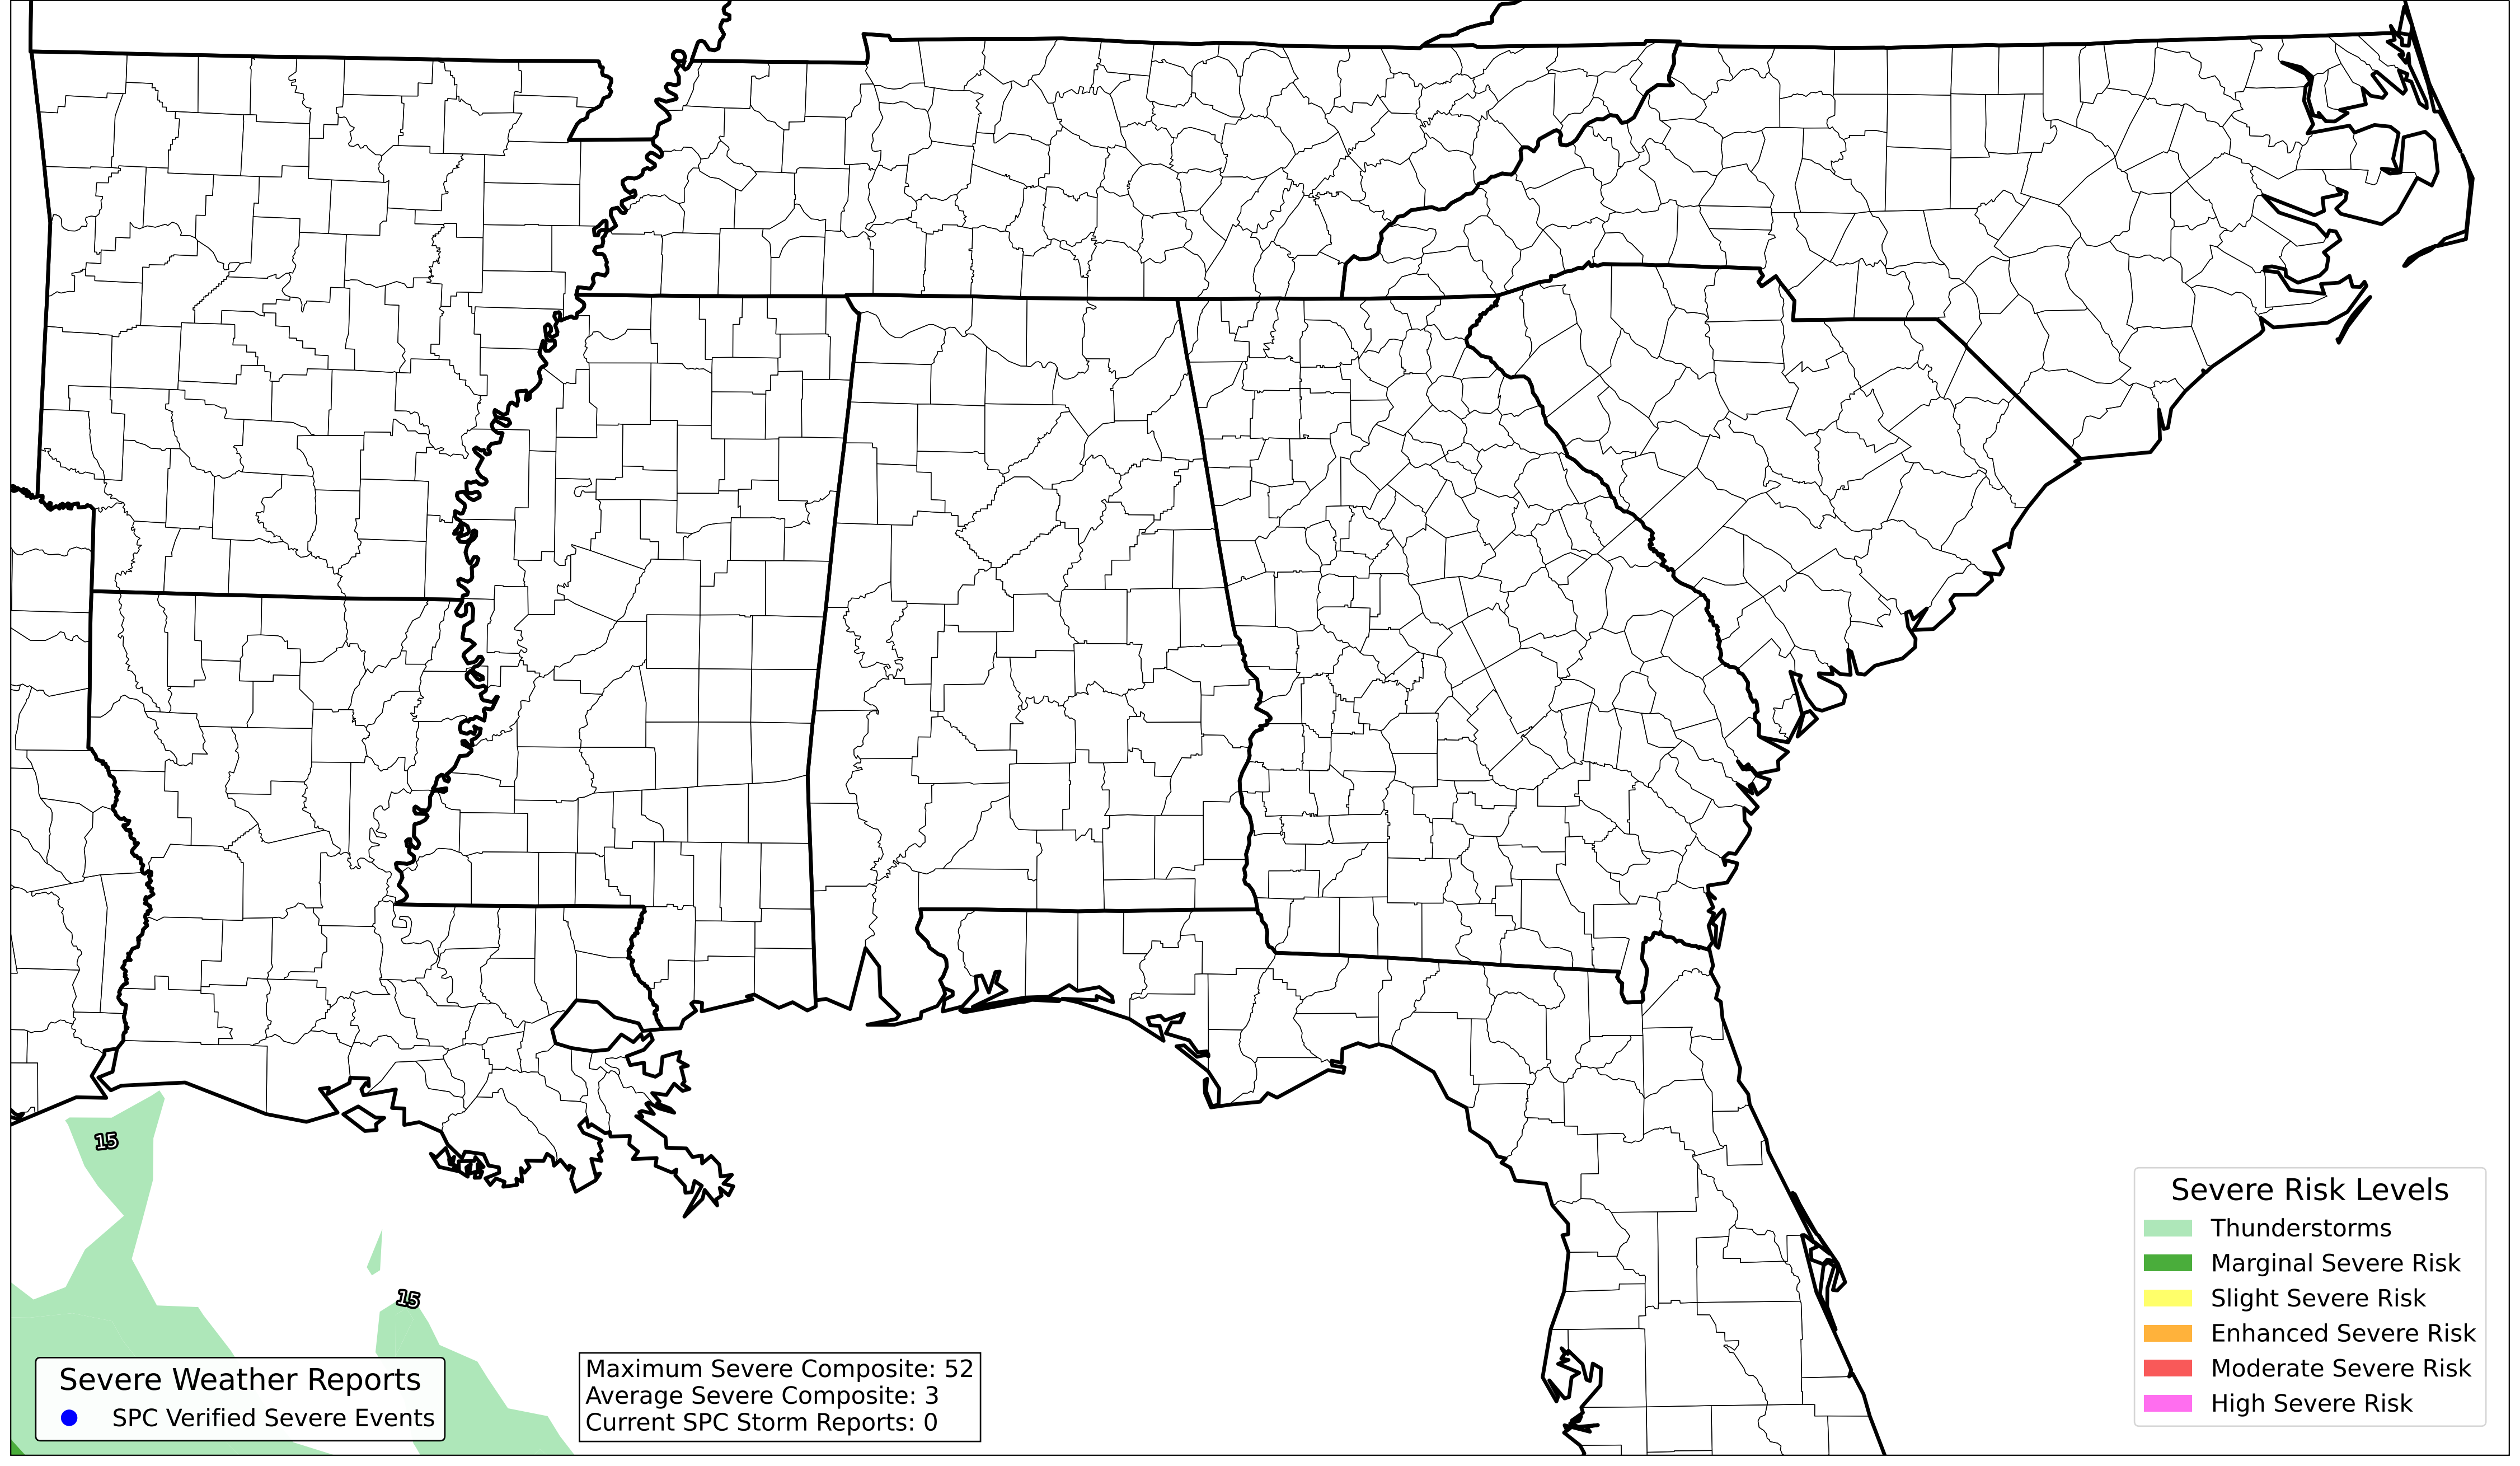 15
15
Severe Weather Reports
SPC Verified Severe Events
Maximum Severe Composite: 52
Average Severe Composite: 3
Current SPC Storm Reports: 0
Severe Risk Levels
Thunderstorms
Marginal Severe Risk
Slight Severe Risk
Enhanced Severe Risk
Moderate Severe Risk
High Severe Risk